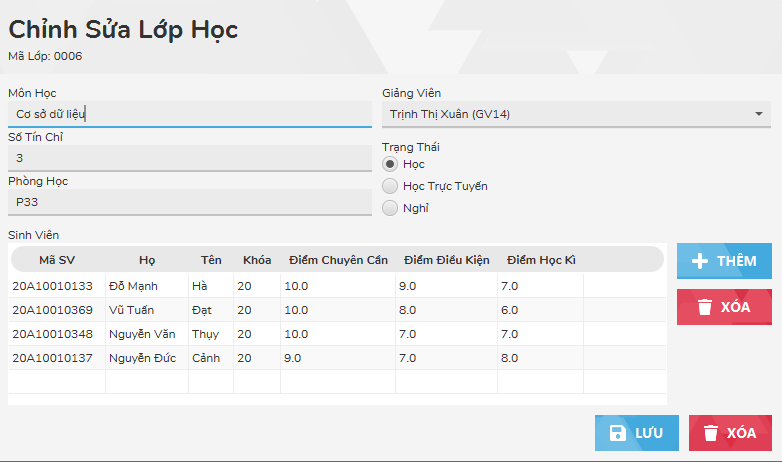 Chỉnh Sửa Lớp Học
Mã Lớp: 0006
Môn Học
Cơ sở dữ liệu
Số Tín Chỉ
3
Phòng Học
P33
Giảng Viên
Trịnh Thị Xuân (GV14)
Trạng Thái
Học
Học Trực Tuyến
Nghỉ
Sinh Viên
Mã SV Họ Tên Khóa Điểm Chuyên Cần Điểm Điều Kiện Điểm Học Kì
20A10010133 Đỗ Mạnh Hà 20 10.0 9.0 7.0
20A10010369 Vũ Tuấn Đạt 20 10.0 8.0 6.0
20A10010348 Nguyễn Văn Thụy 20 10.0 7.0 7.0
20A10010137 Nguyễn Đức Cảnh 20 9.0 7.0 8.0
THÊM
XÓA
LƯU
XÓA